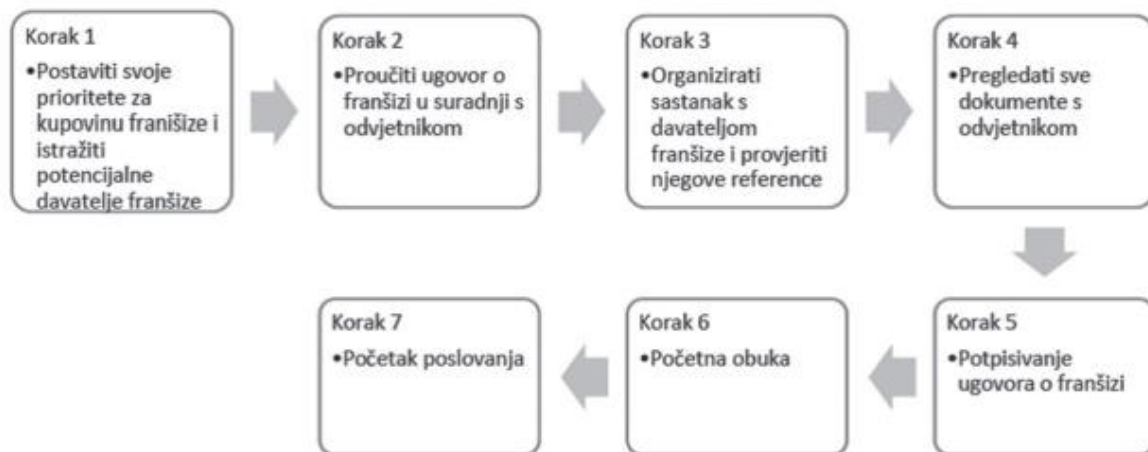 Korak 1
•Postaviti svoje
prioritete za
kupovinu franišize i
istražiti
potencijalne
davatelje franšize
Korak 2
•Proučiti ugovor o
franšizi u suradnji s
odvjetnikom
Korak 3
•Organizirati
sastanak s
davateljom
franšize i provjeriti
njegove reference
Korak 4
•Pregledati sve
dokumente s
odvjetnikom
Korak 5
•Potpisivanje
ugovora o franšizi
Korak 6
•Početna obuka
Korak 7
•Početak poslovanja